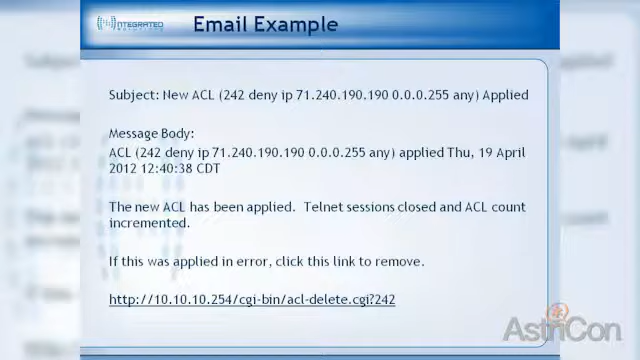 INTEGRATED
Email Example
Subject: New ACL (242 deny ip 71.240.190.190 0.0.0.255 any) Applied
Message Body:
ACL (242 deny ip 71.240.190.190 0.0.0.255 any) applied Thu, 19 April
2012 12:40:38 CDT
The new ACL has been applied. Telnet sessions closed and ACL count
incremented.
If this was applied in error, click this link to remove.
http://10.10.10.254/cgi-bin/acl-delete.cgi?242
AstriCon